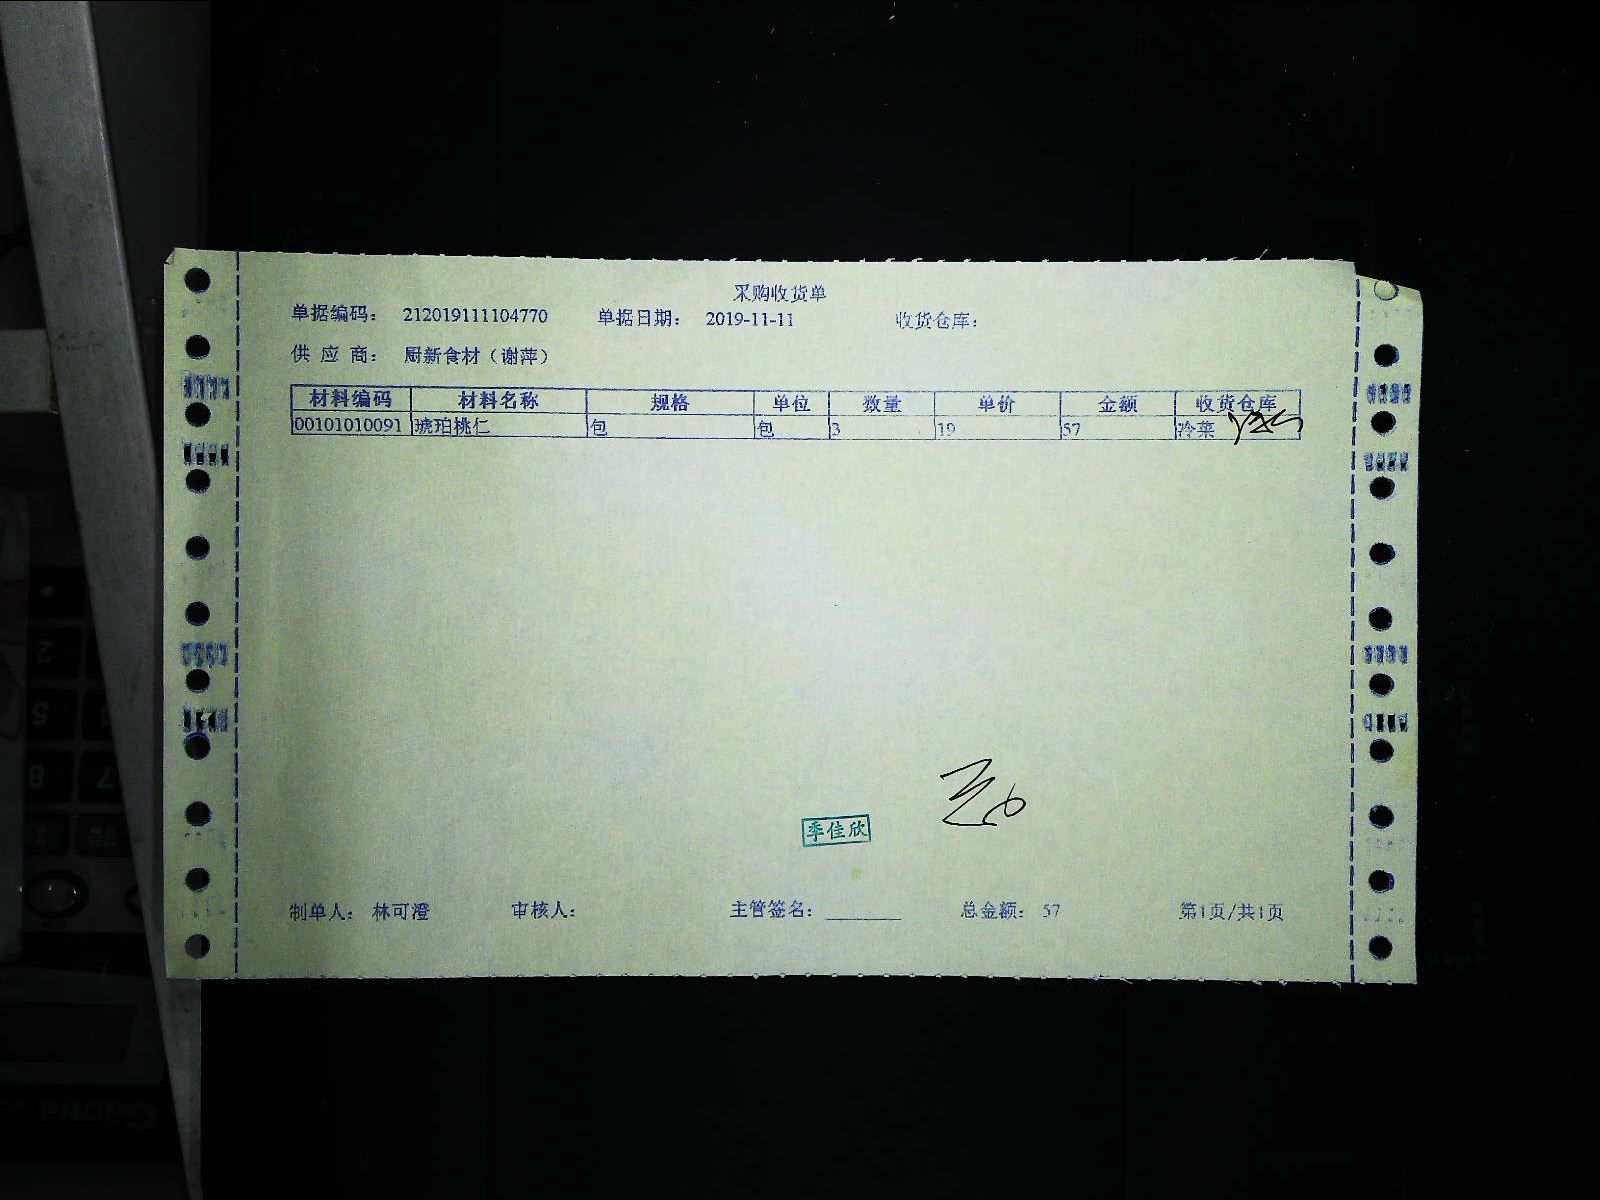 采购收货单
单据编码： 212019111104770 单据日期： 2019-11-11 收货仓库：
供 应 商： 厨新食材（谢萍）
材料编码 材料名称 规格 单位 数量 单价 金额 收货仓库
00101010091 琥珀桃仁 包 包 3 19 57 冷菜
季佳欣
制单人： 林可澄 审核人： 主管签名： 总金额： 57 第1页/共1页